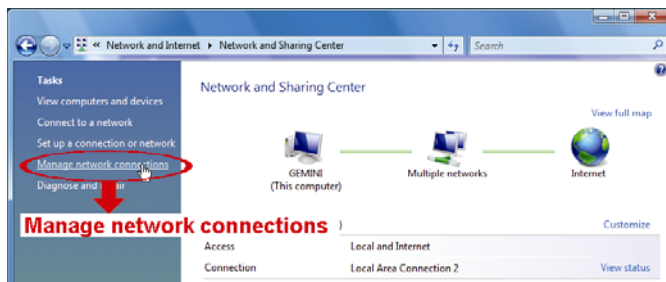 « Network and Internet ▸ Network and Sharing Center
Search
Tasks
View computers and devices
Connect to a network
Set up a connection or network
Manage network connections
Diagnose and
Manage network connections
Network and Sharing Center
View full map
GEMINI
(This computer)
Multiple networks
Internet
)
Customize
Access
Local and Internet
Connection
Local Area Connection 2
View status